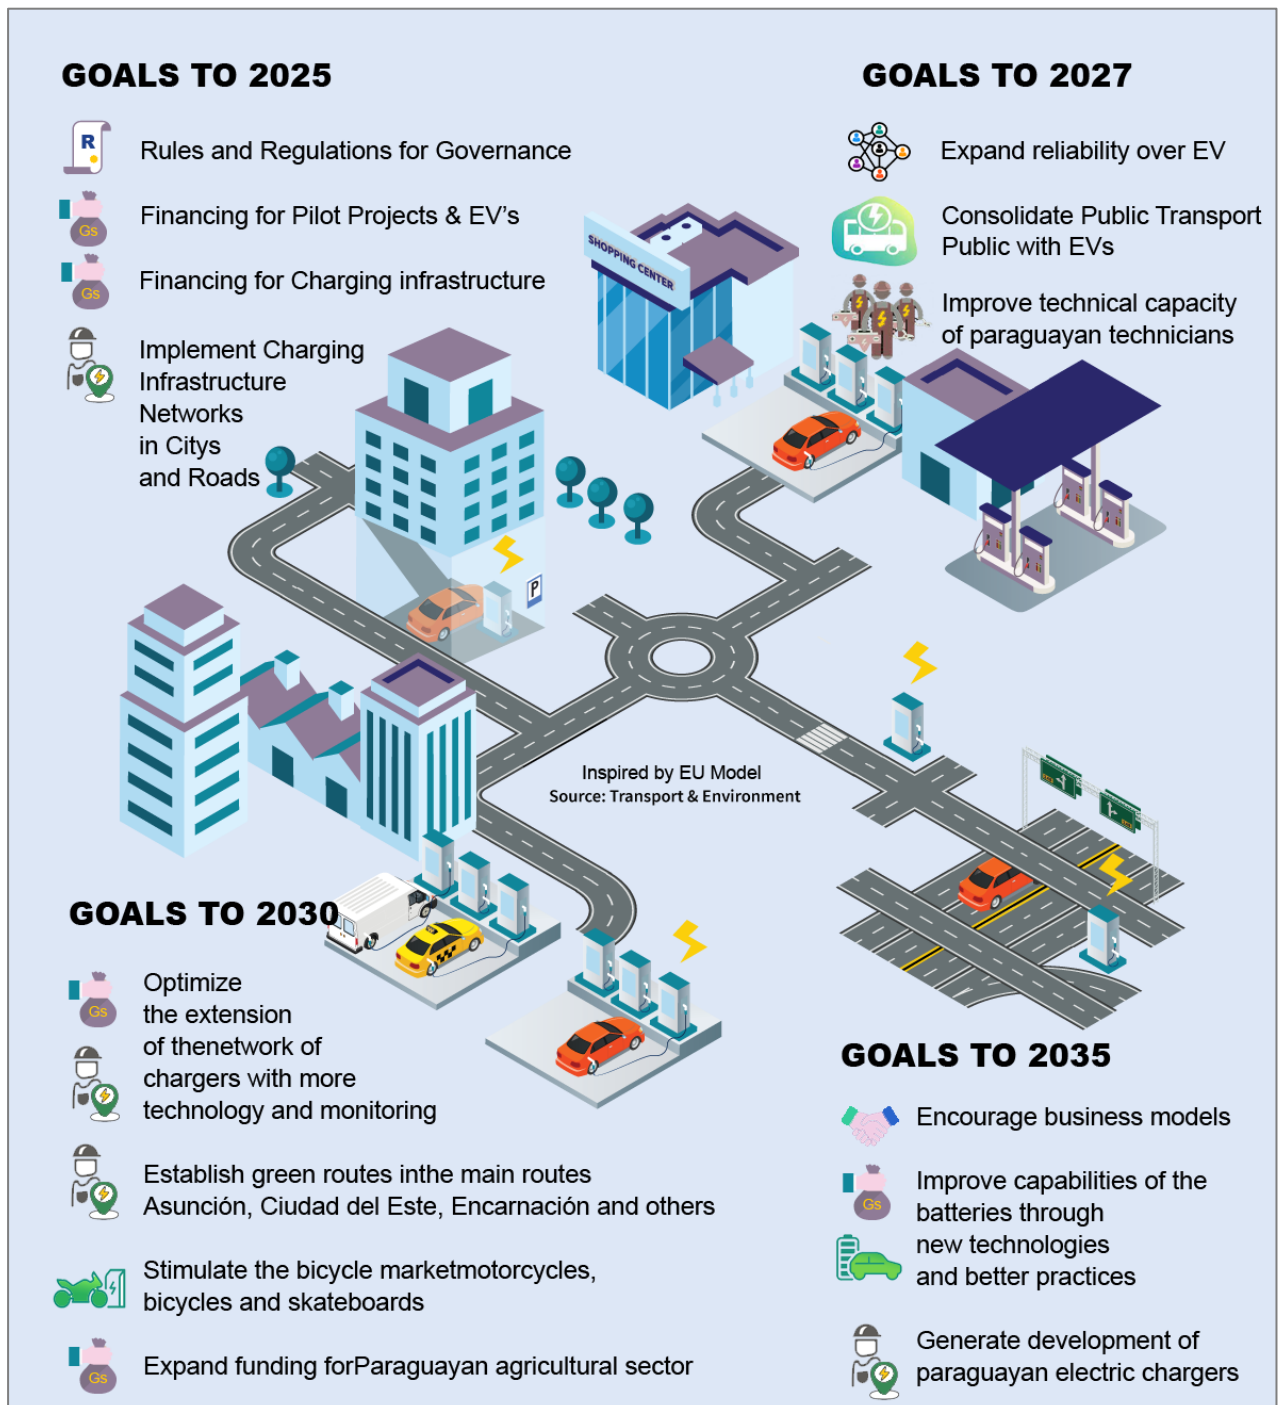 GOALS TO 2025
R
Rules and Regulations for Governance
Gs
Financing for Pilot Projects & EV's
Gs
Financing for Charging infrastructure
Implement Charging
Infrastructure
Networks
in Citys
and Roads
GOALS TO 2027
Expand reliability over EV
Consolidate Public Transport
Public with EVs
Improve technical capacity
of paraguayan technicians
SHOPPING CENTER
P
Inspired by EU Model
Source: Transport & Environment
GOALS TO 2030
Gs
Optimize
the extension
of thenetwork of
chargers with more
technology and monitoring
Establish green routes inthe main routes
Asunción, Ciudad del Este, Encarnación and others
Stimulate the bicycle marketmotorcycles,
bicycles and skateboards
Gs
Expand funding forParaguayan agricultural sector
GOALS TO 2035
Encourage business models
Gs
Improve capabilities of the
batteries through
new technologies
and better practices
Generate development of
paraguayan electric chargers